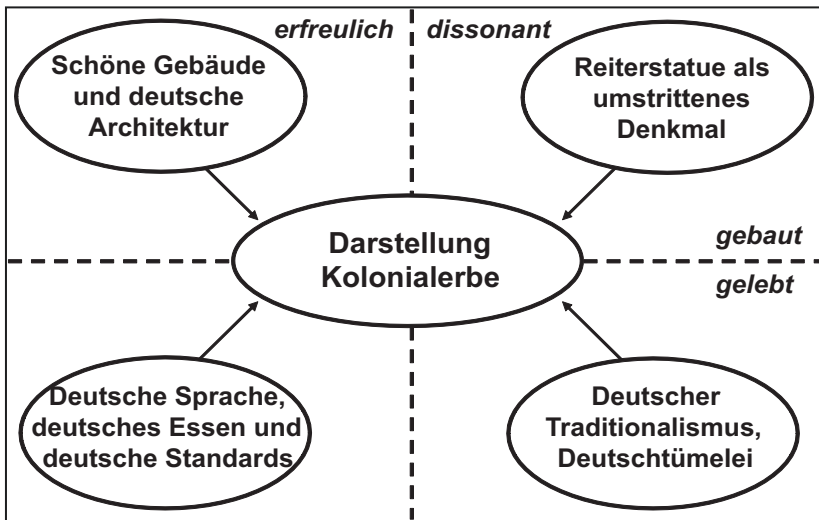 erfreulich
dissonant
Schöne Gebäude
und deutsche
Architektur
Reiterstatue als
umstrittenes
Denkmal
Darstellung
Kolonialerbe
gebaut
gelebt
Deutsche Sprache,
deutsches Essen und
deutsche Standards
Deutscher
Traditionalismus,
Deutschtümelei